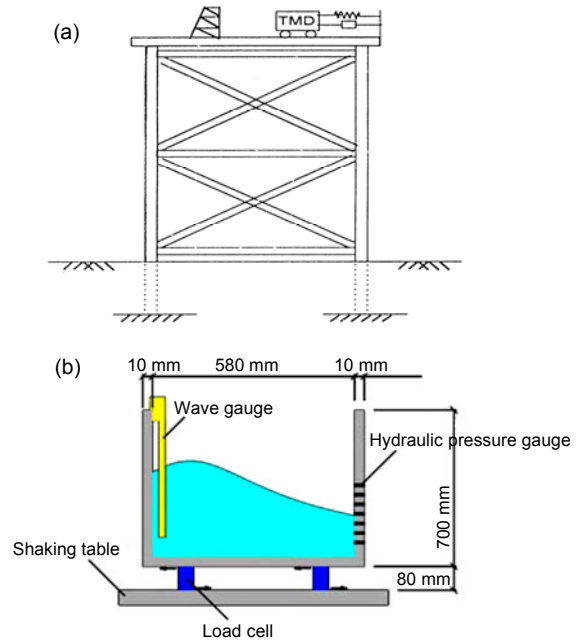 (a)
TMD
(b)
10 mm 580 mm 10 mm
Wave gauge
Hydraulic pressure gauge
700 mm
Shaking table
80 mm
Load cell